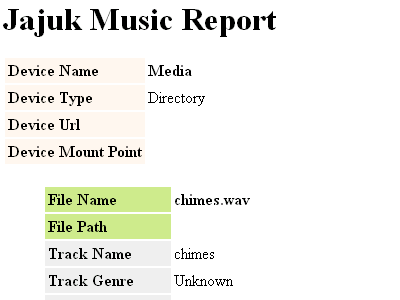 Jajuk Music Report
Device Name Media
Device Type Directory
Device Url
Device Mount Point
File Name chimes.wav
File Path
Track Name chimes
Track Genre Unknown